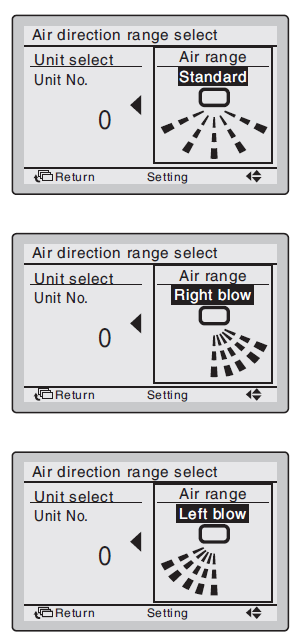 Air direction range select
Unit select
Unit No.
0
Air range
Standard
Return Setting
Air direction range select
Unit select
Unit No.
0
Air range
Right blow
Return Setting
Air direction range select
Unit select
Unit No.
0
Air range
Left blow
Return Setting